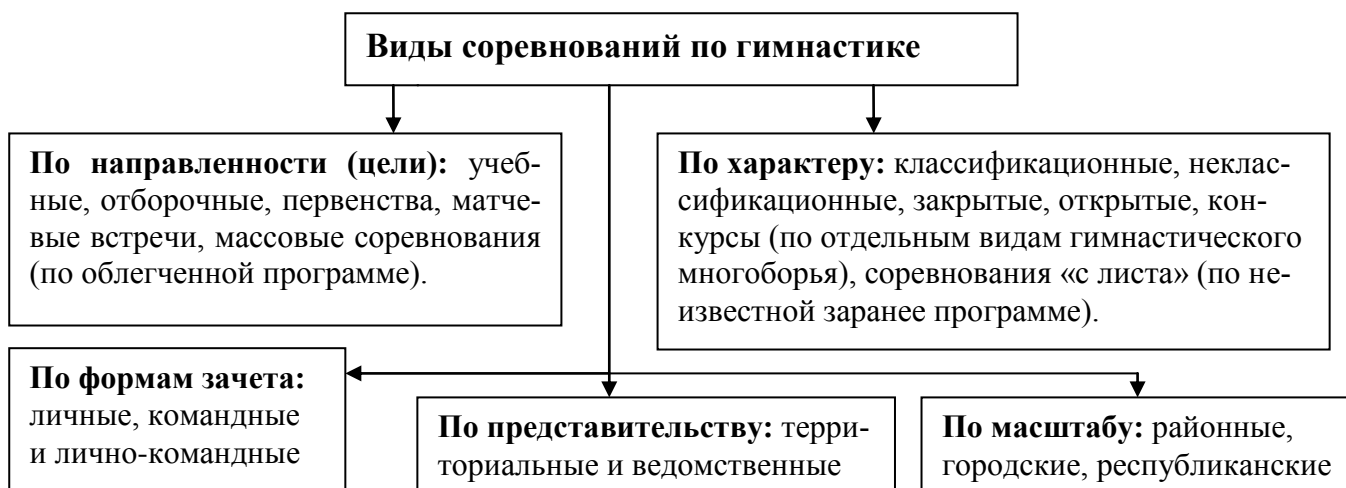 Виды соревнований по гимнастике
По направленности (цели): учеб-
ные, отборочные, первенства, матче-
вые встречи, массовые соревнования
(по облегченной программе).
По характеру: классификационные, неклас-
сификационные, закрытые, открытые, кон-
курсы (по отдельным видам гимнастического
многоборья), соревнования «с листа» (по не-
известной заранее программе).
По формам зачета:
личные, командные
и лично-командные
По представительству: терри-
ториальные и ведомственные
По масштабу: районные,
городские, республиканские